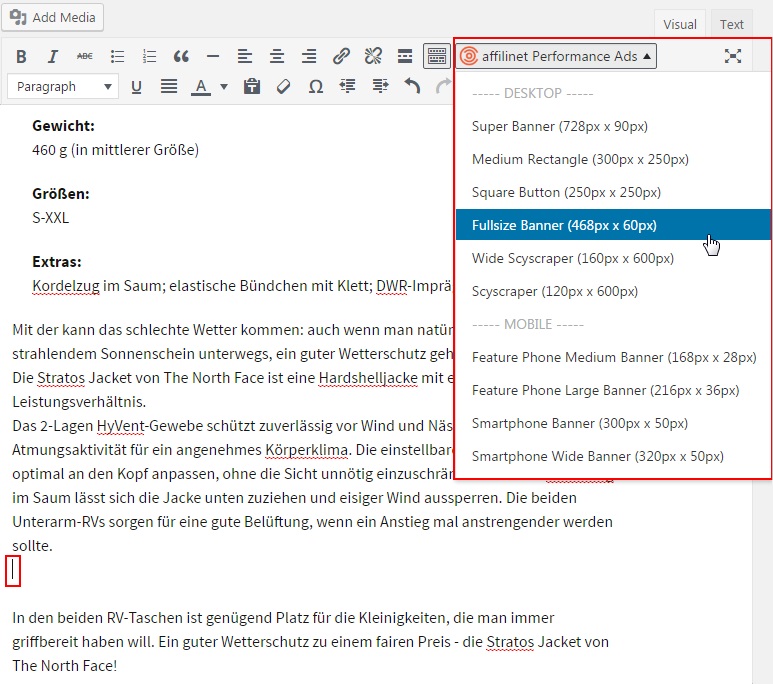 Add Media
Visual
Text
B I ABC
affilinet Performance Ads
Paragraph
U A Ω
----- DESKTOP -----
Super Banner (728px x 90px)
Medium Rectangle (300px x 250px)
Square Button (250px x 250px)
Fullsize Banner (468px x 60px)
Wide Scyscraper (160px x 600px)
Scyscraper (120px x 600px)
----- MOBILE -----
Feature Phone Medium Banner (168px x 28px)
Feature Phone Large Banner (216px x 36px)
Smartphone Banner (300px x 50px)
Smartphone Wide Banner (320px x 50px)
Gewicht:
460 g (in mittlerer Größe)
Größen:
S-XXL
Extras:
Kordelzug im Saum; elastische Bündchen mit Klett; DWR-Imprä
Mit der kann das schlechte Wetter kommen: auch wenn man natür
strahlendem Sonnenschein unterwegs, ein guter Wetterschutz geh
Die Stratos Jacket von The North Face ist eine Hardshelljacke mit e
Leistungsverhältnis.
Das 2-Lagen HyVent-Gewebe schützt zuverlässig vor Wind und Näs
Atmungsaktivität für ein angenehmes Körperklima. Die einstellbar
optimal an den Kopf anpassen, ohne die Sicht unnötig einzuschrän
im Saum lässt sich die Jacke unten zuziehen und eisiger Wind aussperren. Die beiden
Unterarm-RVs sorgen für eine gute Belüftung, wenn ein Anstieg mal anstrengender werden
sollte.
In den beiden RV-Taschen ist genügend Platz für die Kleinigkeiten, die man immer
griffbereit haben will. Ein guter Wetterschutz zu einem fairen Preis - die Stratos Jacket von
The North Face!